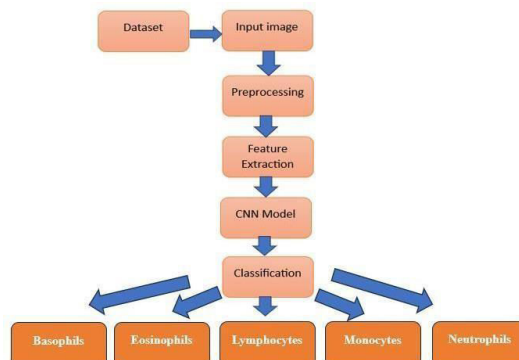 Dataset
Input image
Preprocessing
Feature
Extraction
CNN Model
Classification
Basophils
Eosinophils
Lymphocytes
Monocytes
Neutrophils